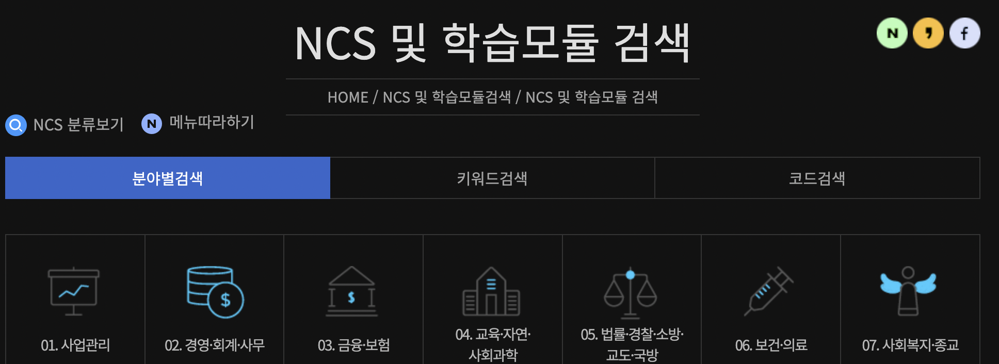 NCS 및 학습모듈 검색
N , f
HOME / NCS 및 학습모듈검색 / NCS 및 학습모듈 검색
NCS 분류보기
N 메뉴따라하기
분야별검색
키워드검색
코드검색
$
$
01. 사업관리
02. 경영·회계·사무
03. 금융·보험
04. 교육·자연·
사회과학
05. 법률·경찰·소방·
교도·국방
06. 보건·의료
07. 사회복지·종교